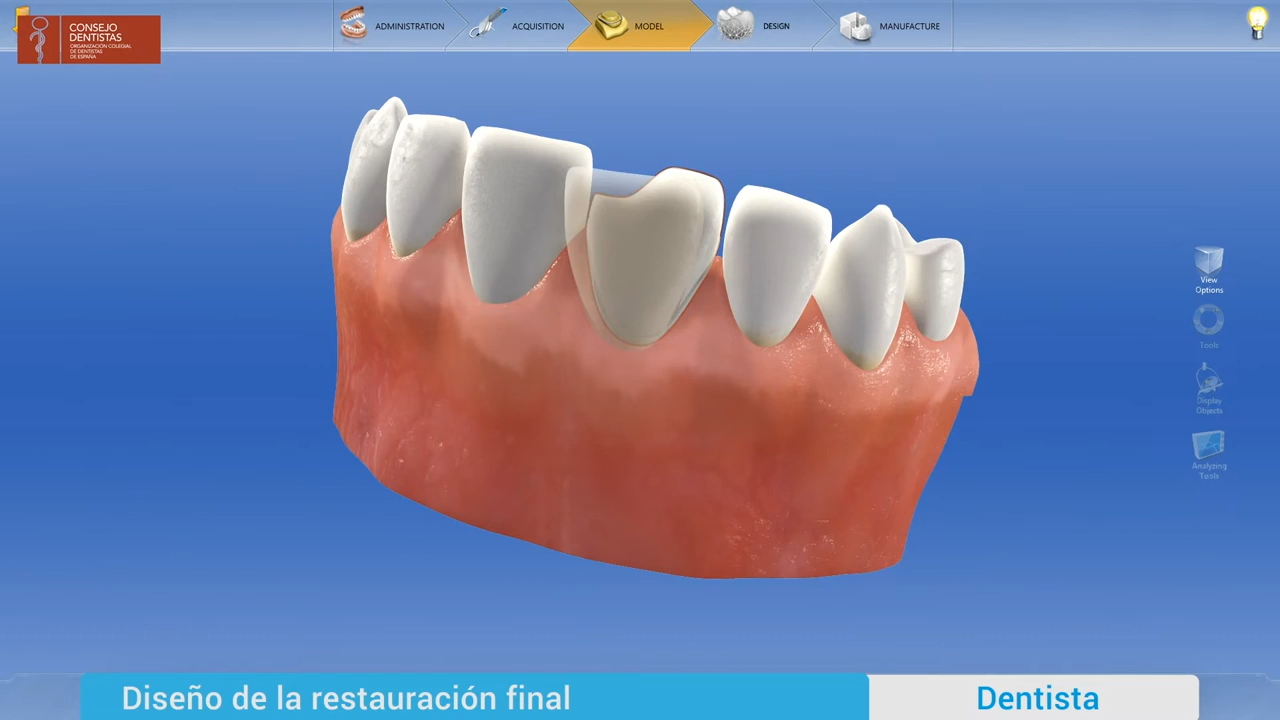 CONSEJO
DENTISTAS
ORGANIZACIÓN COLEGIAL
DE DENTISTAS
DE ESPAÑA
ADMINISTRATION
ACQUISITION
MODEL
DESIGN
MANUFACTURE
View
Options
Tools
Display
Objects
Analyzing
Tools
Diseño de la restauración final
Dentista